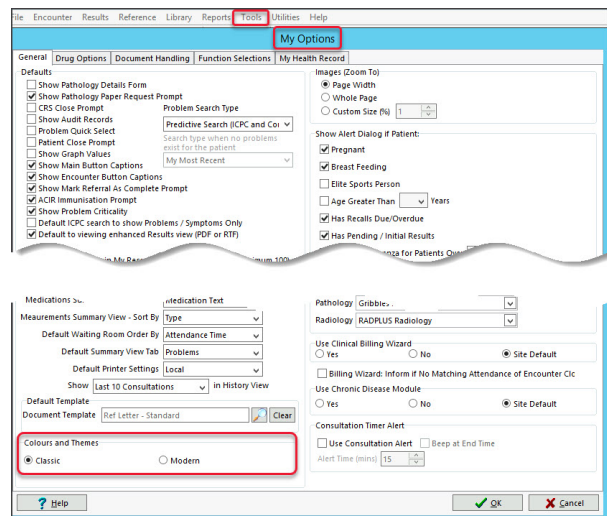 File Encounter Results Reference Library Reports Tools Utilities Help
My Options
General Drug Options Document Handling Function Selections My Health Record
Defaults
Show Pathology Details Form
Show Pathology Paper Request Prompt
CRS Close Prompt
Show Audit Records
Problem Quick Select
Patient Close Prompt
Show Graph Values
Show Main Button Captions
Show Encounter Button Captions
Show Mark Referral As Complete Prompt
ACIR Immunisation Prompt
Show Problem Criticality
Default ICPC search to show Problems / Symptoms Only
Default to viewing enhanced Results view (PDF or RTF)
Problem Search Type
Predictive Search (ICPC and Cor
Search type when no problems
exist for the patient
My Most Recent
Images (Zoom To)
Page Width
Whole Page
Custom Size (%) 1
Show Alert Dialog if Patient:
Pregnant
Breast Feeding
Elite Sports Person
Age Greater Than Years
Has Recalls Due/Overdue
Has Pending / Initial Results
for Patients
in My
100)
Medications Medication Text
Meaurements Summary View - Sort By Type
Default Waiting Room Order By Attendance Time
Default Summary View Tab Problems
Default Printer Settings Local
Show Last 10 Consultations in History View
Default Template
Document Template Ref Letter - Standard Clear
Colours and Themes
Classic Modern
Pathology Gribbles
Radiology RADPLUS Radiology
Use Clinical Billing Wizard
Yes No Site Default
Billing Wizard: Inform if No Matching Attendance of Encounter Clc
Use Chronic Disease Module
Yes No Site Default
Consultation Timer Alert
Use Consultation Alert Beep at End Time
Alert Time (mins) 15
? Help OK Cancel